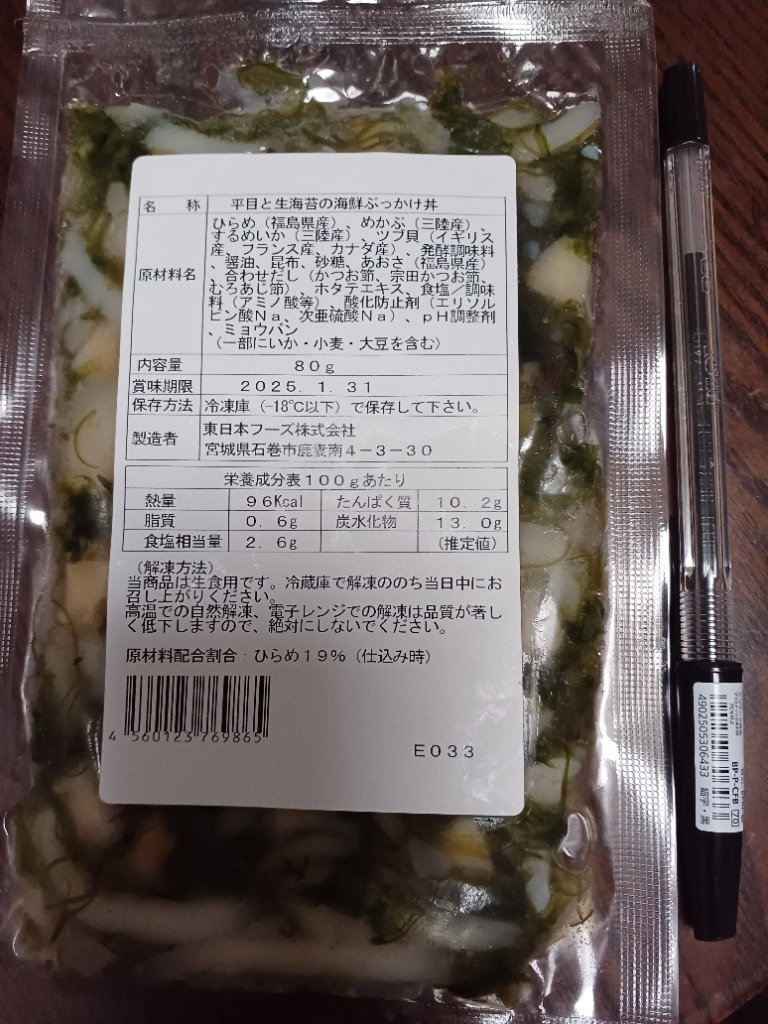 名 称 平目と生海苔の海鮮ぶっかけ丼
原材料名
ひらめ（福島県産）、めかぶ（三陸産）、
するめいか（三陸産）、ツブ貝（イギリス
産、フランス産、カナダ産）、発酵調味料
、醤油、昆布、砂糖、あおさ（福島県産）
、合わせだし（かつお節、宗田かつお節、
むろあじ節）、ホタテエキス、食塩／調味
料（アミノ酸等）、酸化防止剤（エリソル
ビン酸Ｎａ、次亜硫酸Ｎａ）、ｐＨ調整剤
、ミョウバン
（一部にいか・小麦・大豆を含む）
内容量 ８０ｇ
賞味期限 ２０２５．１．３１
保存方法 冷凍庫（-18℃以下）で保存して下さい。
製造者 東日本フーズ株式会社
宮城県石巻市鹿妻南４－３－３０
栄養成分表１００ｇあたり
熱量 96Kcal たんぱく質 10.2g
脂質 0.6g 炭水化物 13.0g
食塩相当量 2.6g （推定値）
（解凍方法）
当商品は生食用です。冷蔵庫で解凍ののち当日中にお
召し上がりください。
高温での自然解凍、電子レンジでの解凍は品質が著し
く低下しますので、絶対にしないでください。
原材料配合割合：ひらめ１９％（仕込み時）
4 560123 769865
Ｅ０３３
BP-P-CFB 70
4902505306433 細字・黒